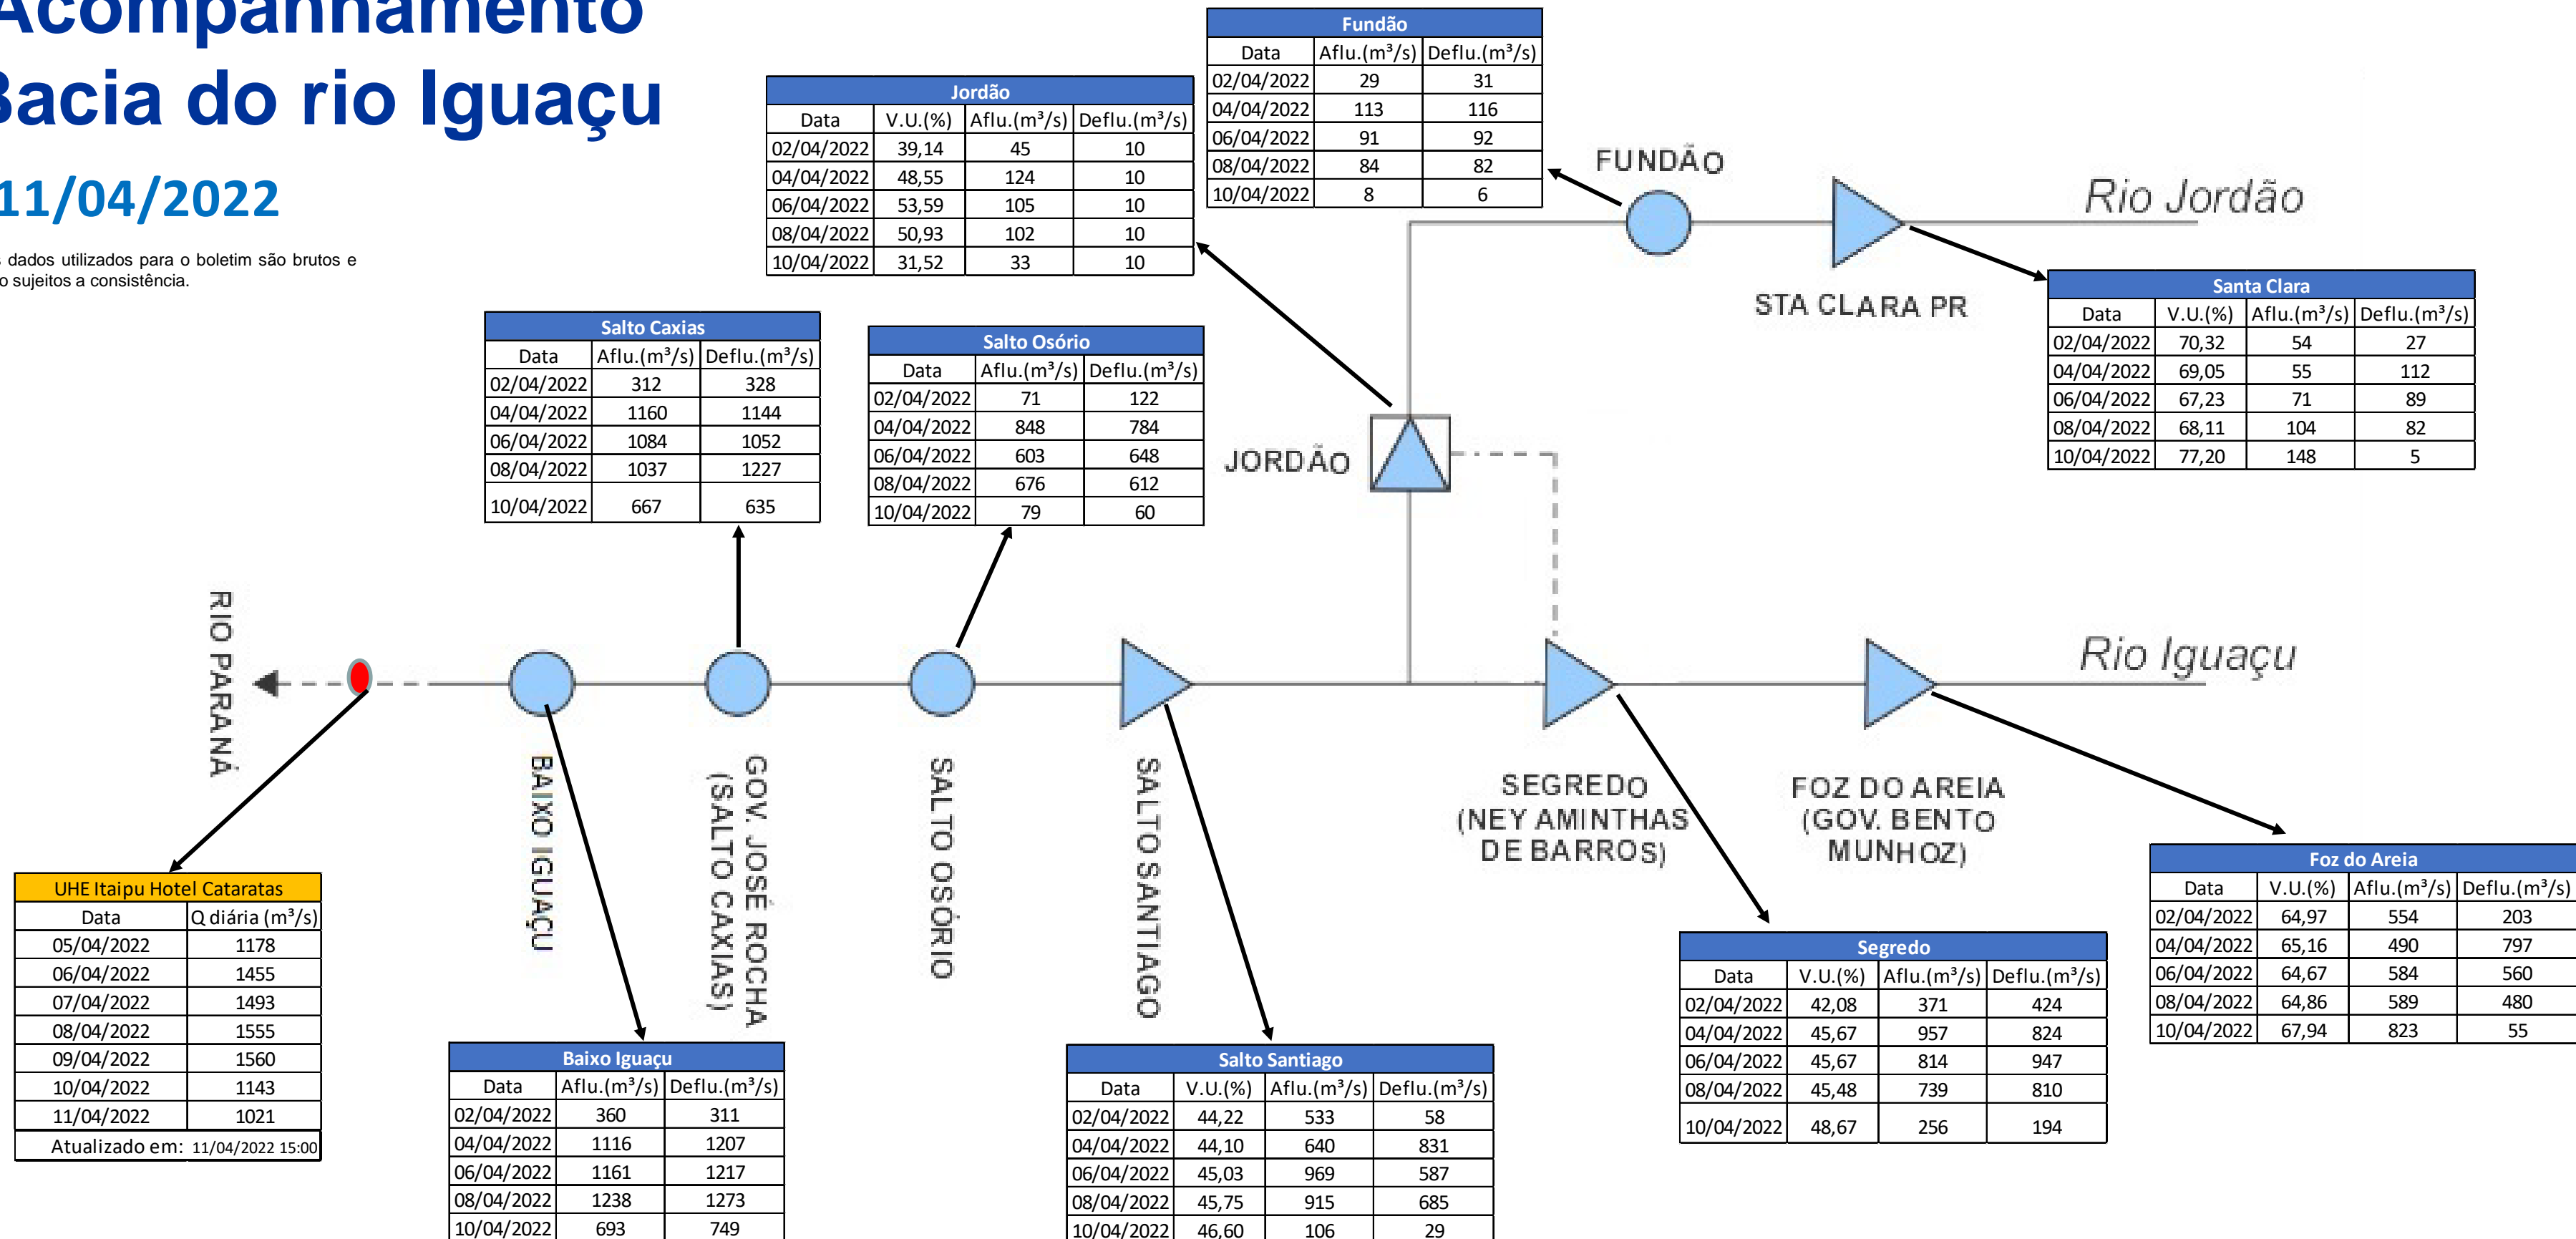 Acompanhamento
Bacia do rio Iguaçu
11/04/2022
dados utilizados para o boletim são brutos e
sujeitos a consistência.
Fundão
Data Aflu.(m³/s) Deflu.(m³/s)
02/04/2022 29 31
04/04/2022 113 116
06/04/2022 91 92
08/04/2022 84 82
10/04/2022 8 6
Jordão
Data V.U.(%) Aflu.(m³/s) Deflu.(m³/s)
02/04/2022 39,14 45 10
04/04/2022 48,55 124 10
06/04/2022 53,59 105 10
08/04/2022 50,93 102 10
10/04/2022 31,52 33 10
FUNDÃO
Rio Jordão
STA CLARA PR
Santa Clara
Data V.U.(%) Aflu.(m³/s) Deflu.(m³/s)
02/04/2022 70,32 54 27
04/04/2022 69,05 55 112
06/04/2022 67,23 71 89
08/04/2022 68,11 104 82
10/04/2022 77,20 148 5
Salto Caxias
Data Aflu.(m³/s) Deflu.(m³/s)
02/04/2022 312 328
04/04/2022 1160 1144
06/04/2022 1084 1052
08/04/2022 1037 1227
10/04/2022 667 635
Salto Osório
Data Aflu.(m³/s) Deflu.(m³/s)
02/04/2022 71 122
04/04/2022 848 784
06/04/2022 603 648
08/04/2022 676 612
10/04/2022 79 60
JORDÃO
RIO PARANÁ
Rio Iguaçu
BAIXO IGUAÇU
GOV. JOSÉ ROCHA
(SALTO CAXIAS)
SALTO OSÓRIO
SALTO SANTIAGO
SEGREDO
(NEY AMINTHAS
DE BARROS)
FOZ DO AREIA
(GOV. BENTO
MUNHOZ)
UHE Itaipu Hotel Cataratas
Data Q diária (m³/s)
05/04/2022 1178
06/04/2022 1455
07/04/2022 1493
08/04/2022 1555
09/04/2022 1560
10/04/2022 1143
11/04/2022 1021
Atualizado em: 11/04/2022 15:00
Baixo Iguaçu
Data Aflu.(m³/s) Deflu.(m³/s)
02/04/2022 360 311
04/04/2022 1116 1207
06/04/2022 1161 1217
08/04/2022 1238 1273
10/04/2022 693 749
Salto Santiago
Data V.U.(%) Aflu.(m³/s) Deflu.(m³/s)
02/04/2022 44,22 533 58
04/04/2022 44,10 640 831
06/04/2022 45,03 969 587
08/04/2022 45,75 915 685
10/04/2022 46,60 106 29
Segredo
Data V.U.(%) Aflu.(m³/s) Deflu.(m³/s)
02/04/2022 42,08 371 424
04/04/2022 45,67 957 824
06/04/2022 45,67 814 947
08/04/2022 45,48 739 810
10/04/2022 48,67 256 194
Foz do Areia
Data V.U.(%) Aflu.(m³/s) Deflu.(m³/s)
02/04/2022 64,97 554 203
04/04/2022 65,16 490 797
06/04/2022 64,67 584 560
08/04/2022 64,86 589 480
10/04/2022 67,94 823 55